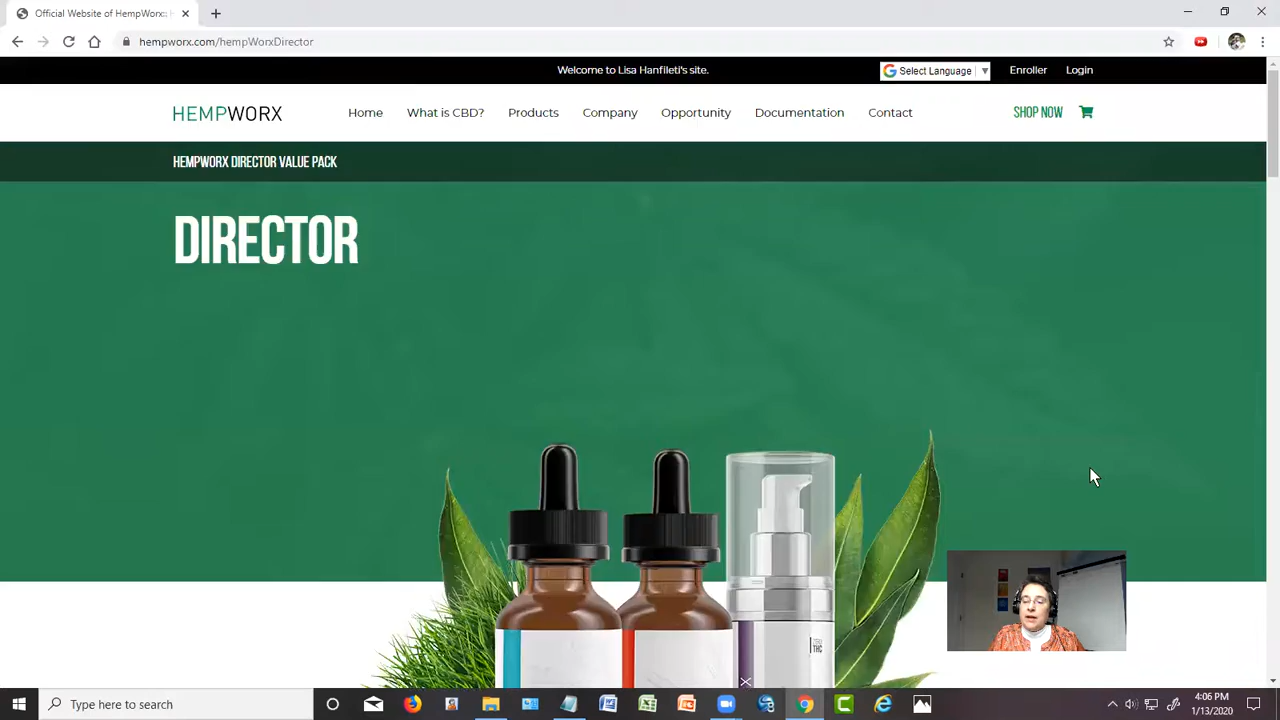 Official Website of HempWorx: H
hempworx.com/hempWorxDirector
Welcome to Lisa Hanfileti's site.
Select Language
Enroller
Login
HEMPWORX
Home
What is CBD?
Products
Company
Opportunity
Documentation
Contact
SHOP NOW
HEMPWORX DIRECTOR VALUE PACK
DIRECTOR
THC
Type here to search
4:06 PM
1/13/2020